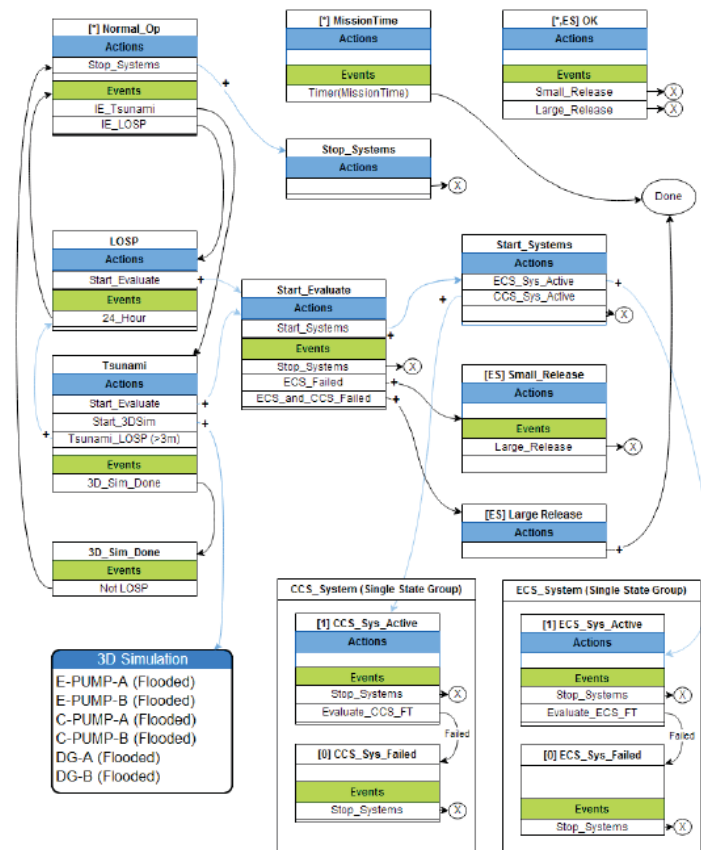 [*] Normal_Op
Actions
Stop_Systems
+
Events
IE_Tsunami
IE_LOSP
[*] MissionTime
Actions
Events
Timer(MissionTime)
[*,ES] OK
Actions
Events
Small_Release
X
Large_Release
X
Stop_Systems
Actions
X
Done
LOSP
Actions
Start_Evaluate
+
Events
24_Hour
Start_Evaluate
Actions
Start_Systems
+
Events
Stop_Systems
X
ECS_Failed
+
ECS_and_CCS_Failed
+
Start_Systems
Actions
ECS_Sys_Active
+
+
CCS_Sys_Active
X
Tsunami
Actions
Start_Evaluate
+
Start_3DSim
+
+
Tsunami_LOSP (>3m)
Events
3D_Sim_Done
[ES] Small_Release
Actions
Events
Large_Release
X
[ES] Large Release
Actions
+
3D_Sim_Done
Events
Not LOSP
3D Simulation
E-PUMP-A (Flooded)
E-PUMP-B (Flooded)
C-PUMP-A (Flooded)
C-PUMP-B (Flooded)
DG-A (Flooded)
DG-B (Flooded)
CCS_System (Single State Group)
[1] CCS_Sys_Active
Actions
Events
Stop_Systems
X
Evaluate_CCS_FT
Failed
[0] CCS_Sys_Failed
Events
Stop_Systems
X
ECS_System (Single State Group)
[1] ECS_Sys_Active
Actions
Events
Stop_Systems
X
Evaluate_ECS_FT
Failed
[0] ECS_Sys_Failed
Events
Stop_Systems
X